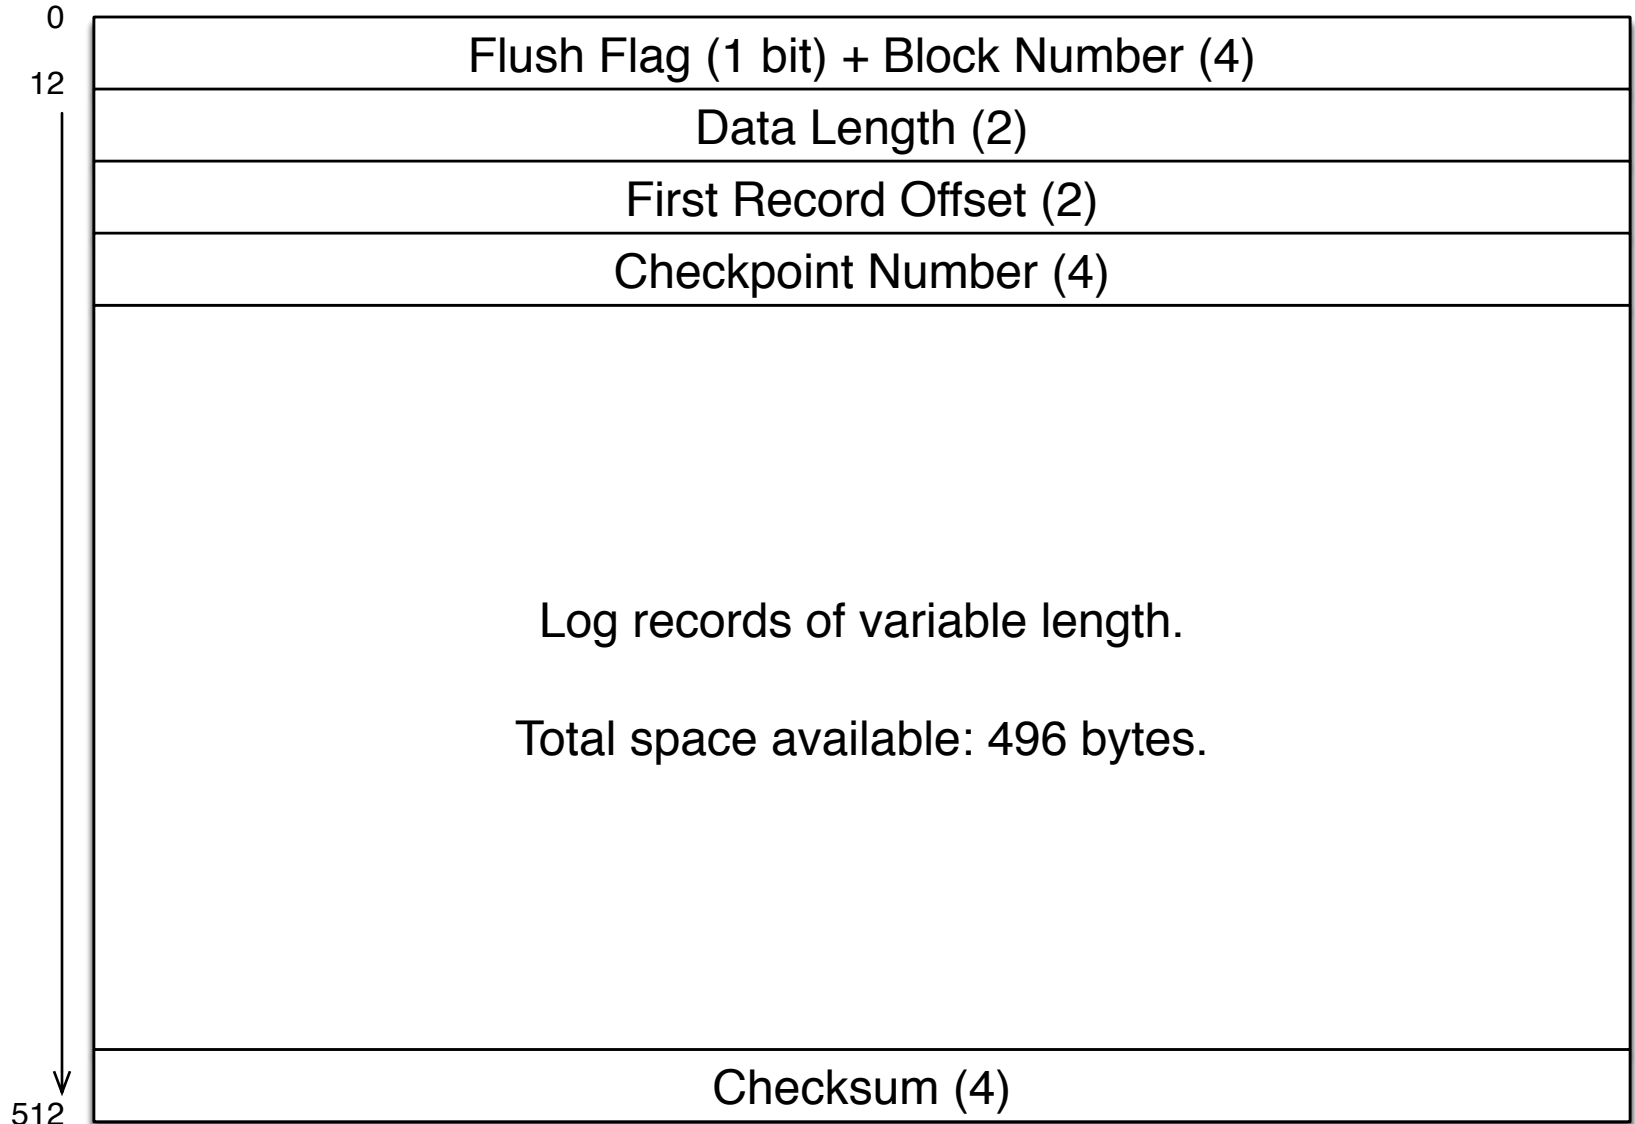 0
Flush Flag (1 bit) + Block Number (4)
12
Data Length (2)
First Record Offset (2)
Checkpoint Number (4)
Log records of variable length.
Total space available: 496 bytes.
Checksum (4)
512